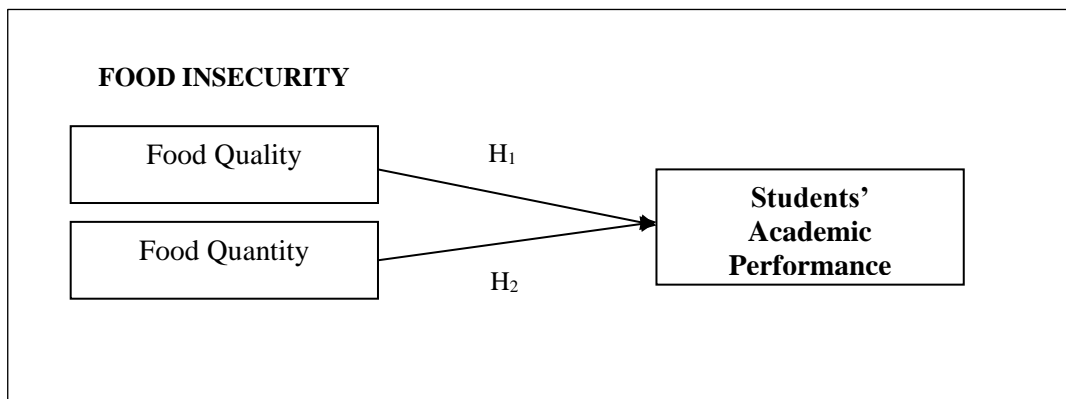 FOOD INSECURITY
Food Quality
H₁
Food Quantity
H₂
Students’
Academic
Performance